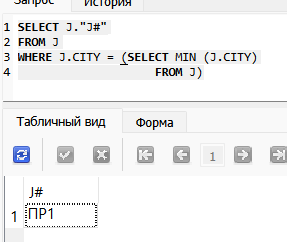 Запрос История
1 SELECT J."J#"
2 FROM J
3 WHERE J.CITY = (SELECT MIN (J.CITY)
4 FROM J)
Табличный вид Форма
1
J#
1 ПР1